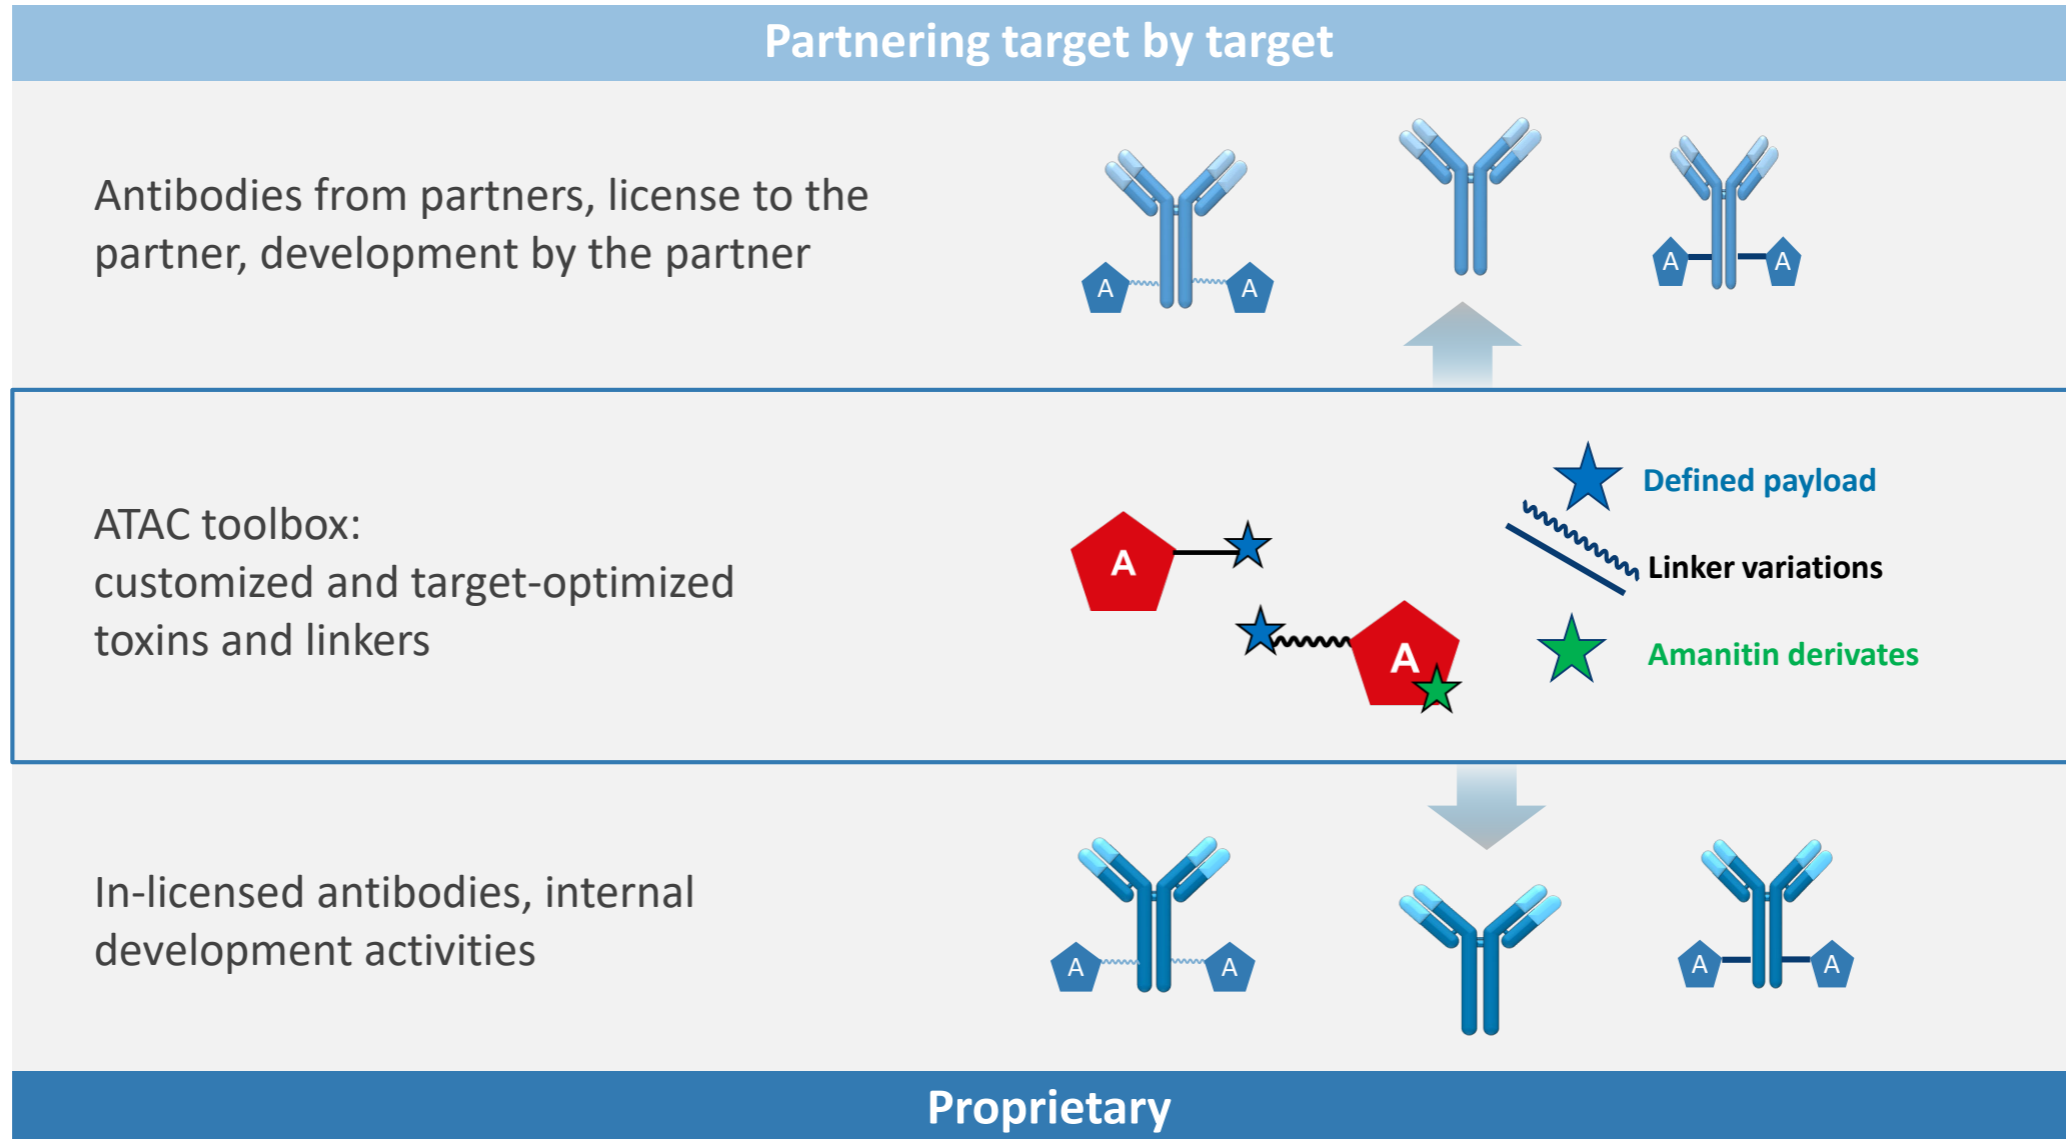 Partnering target by target
Antibodies from partners, license to the
partner, development by the partner
A
A
A
A
ATAC toolbox:
customized and target-optimized
toxins and linkers
A
A
Defined payload
Linker variations
Amanitin derivates
In-licensed antibodies, internal
development activities
A
A
A
A
Proprietary